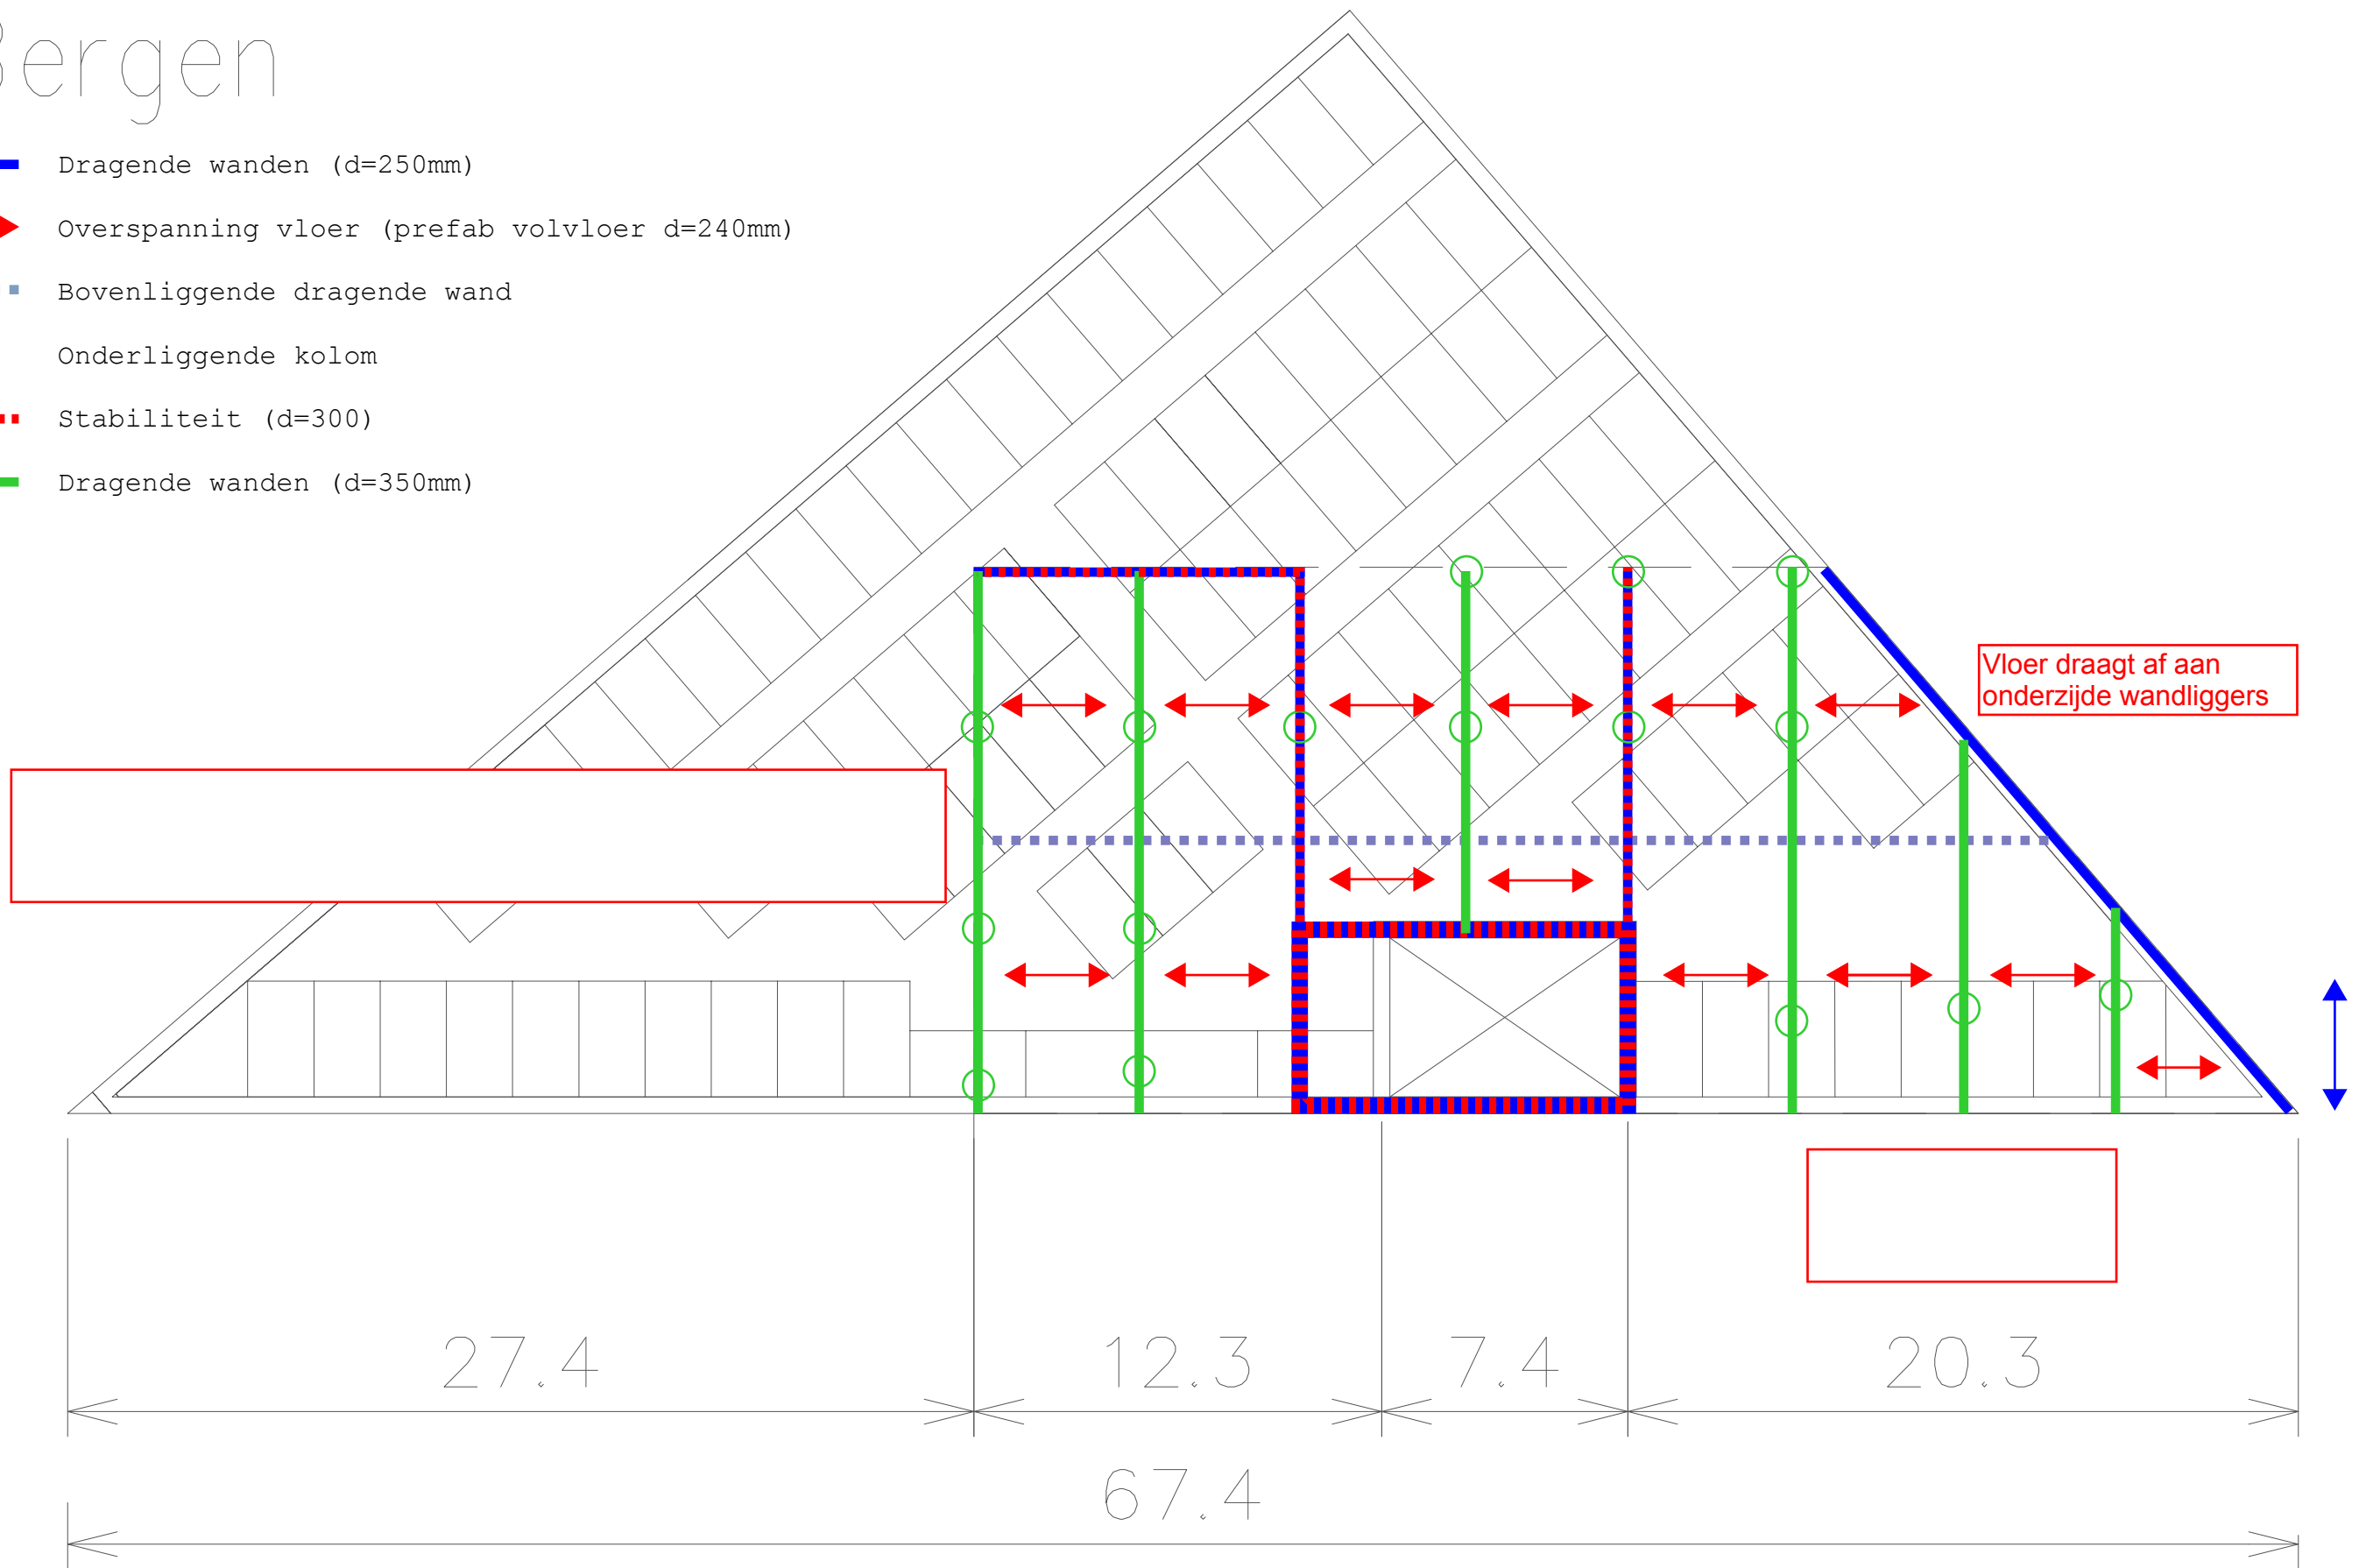 Bergen
Dragende wanden (d=250mm)
Overspanning vloer (prefab volvloer d=240mm)
Bovenliggende dragende wand
Onderliggende kolom
Stabiliteit (d=300)
Dragende wanden (d=350mm)
Vloer draagt af aan
onderzijde wandliggers
27.4
12.3
7.4
20.3
67.4